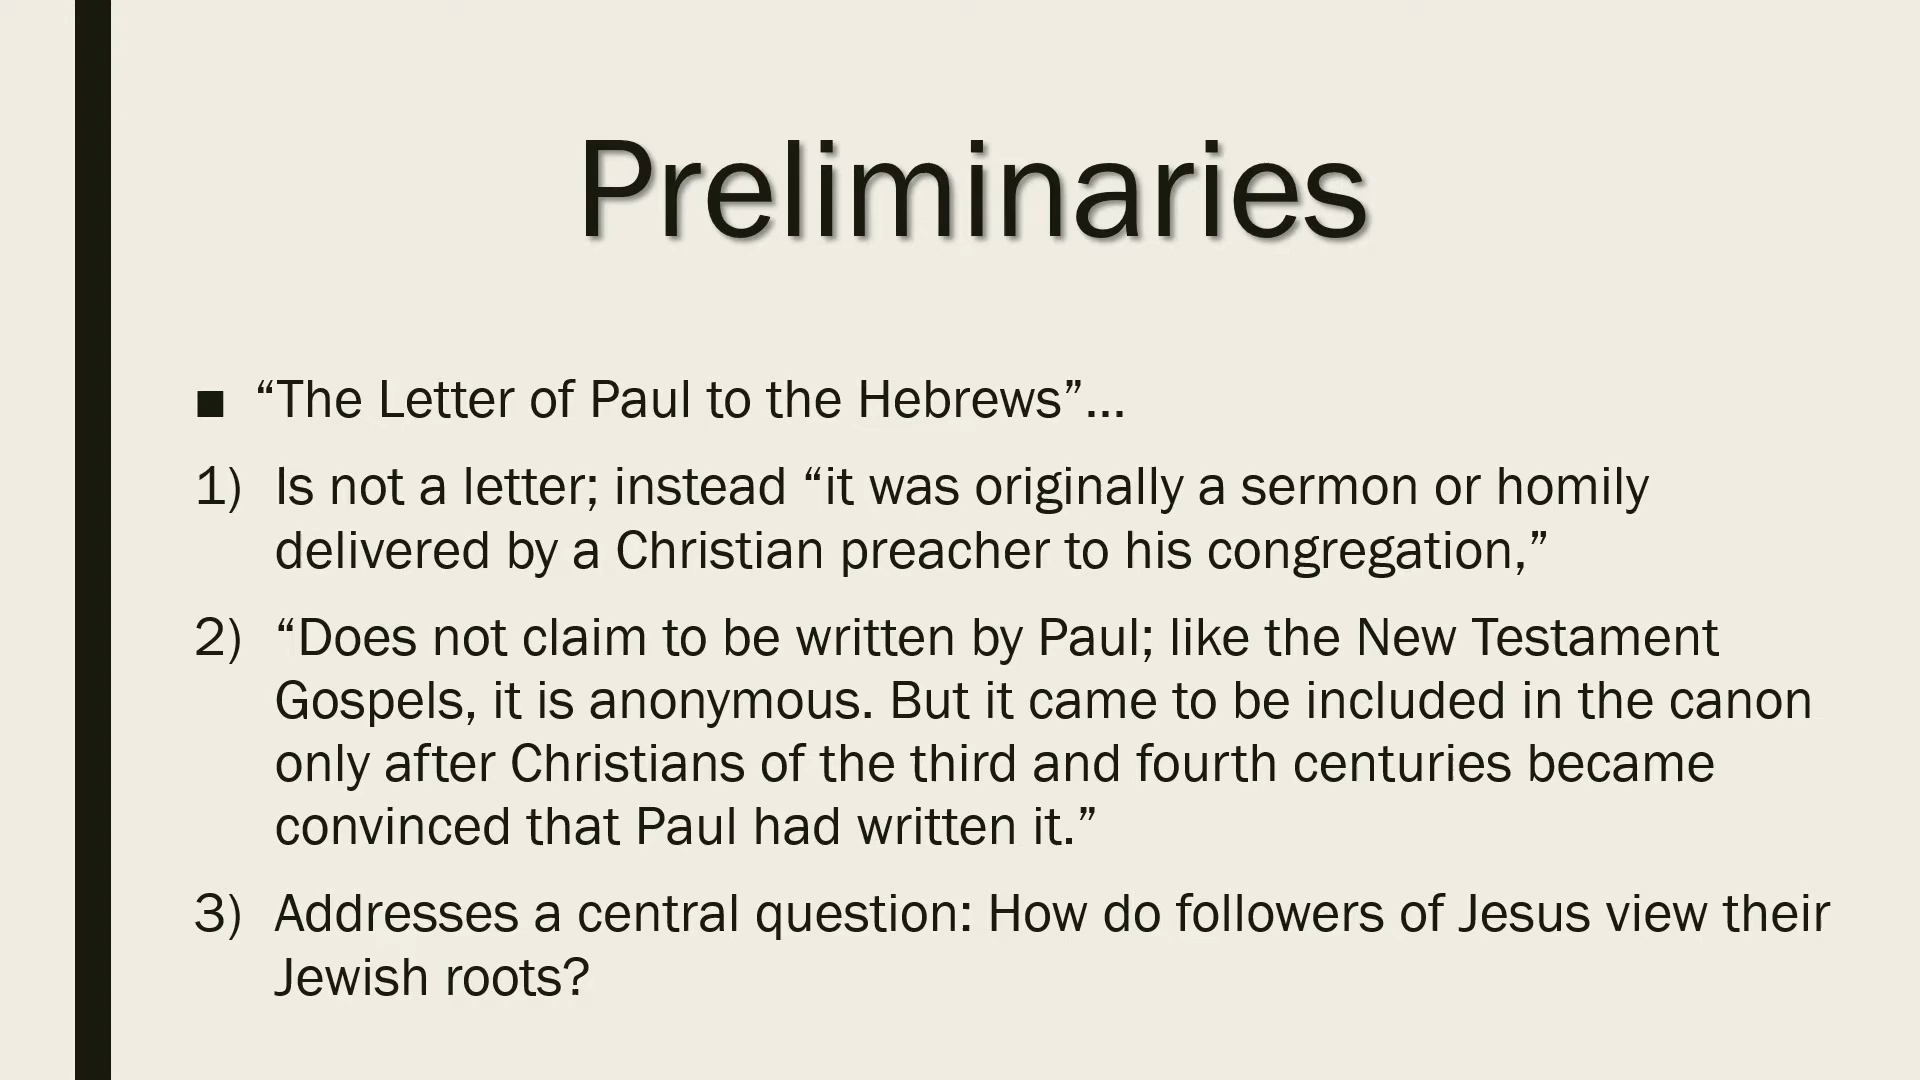 Preliminaries
■ “The Letter of Paul to the Hebrews”…
1) Is not a letter; instead “it was originally a sermon or homily
delivered by a Christian preacher to his congregation,”
2) “Does not claim to be written by Paul; like the New Testament
Gospels, it is anonymous. But it came to be included in the canon
only after Christians of the third and fourth centuries became
convinced that Paul had written it.”
3) Addresses a central question: How do followers of Jesus view their
Jewish roots?